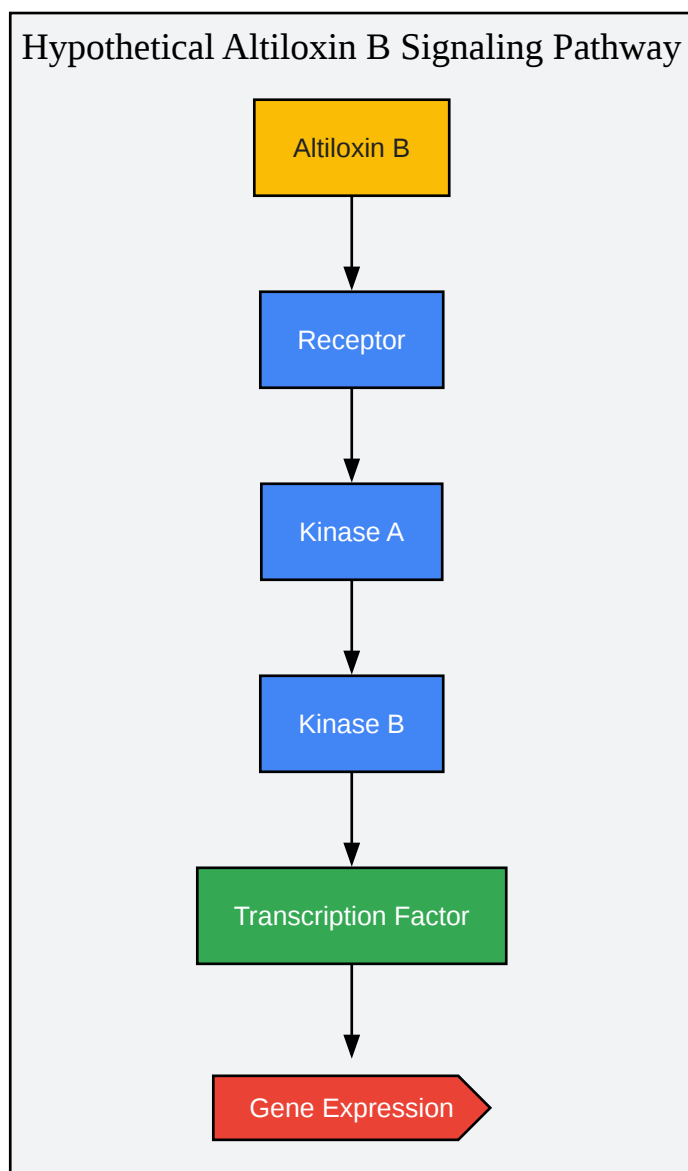 Hypothetical Altiloxin B Signaling Pathway
Altiloxin B
Receptor
Kinase A
Kinase B
Transcription Factor
Gene Expression